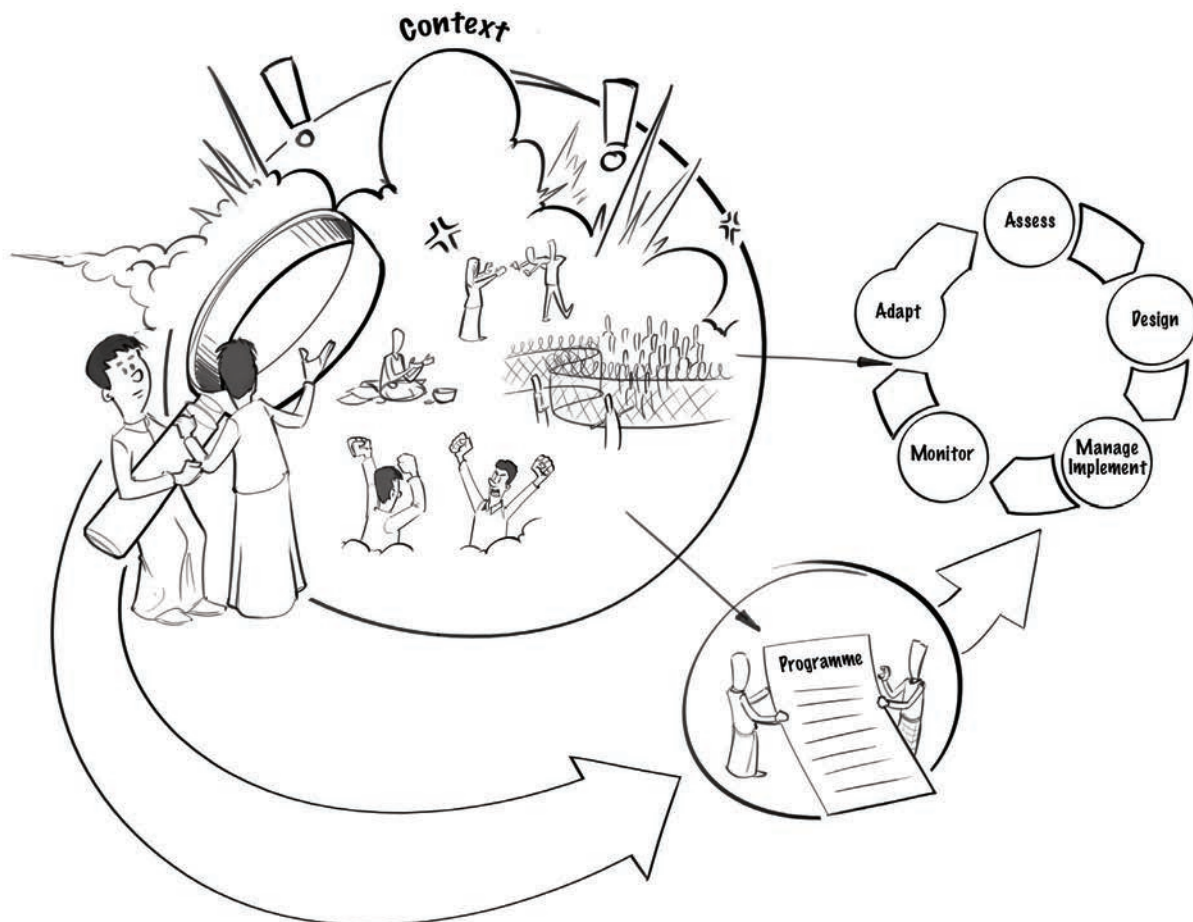 Context
Assess
Adapt
Design
Monitor
Manage
Implement
Programme